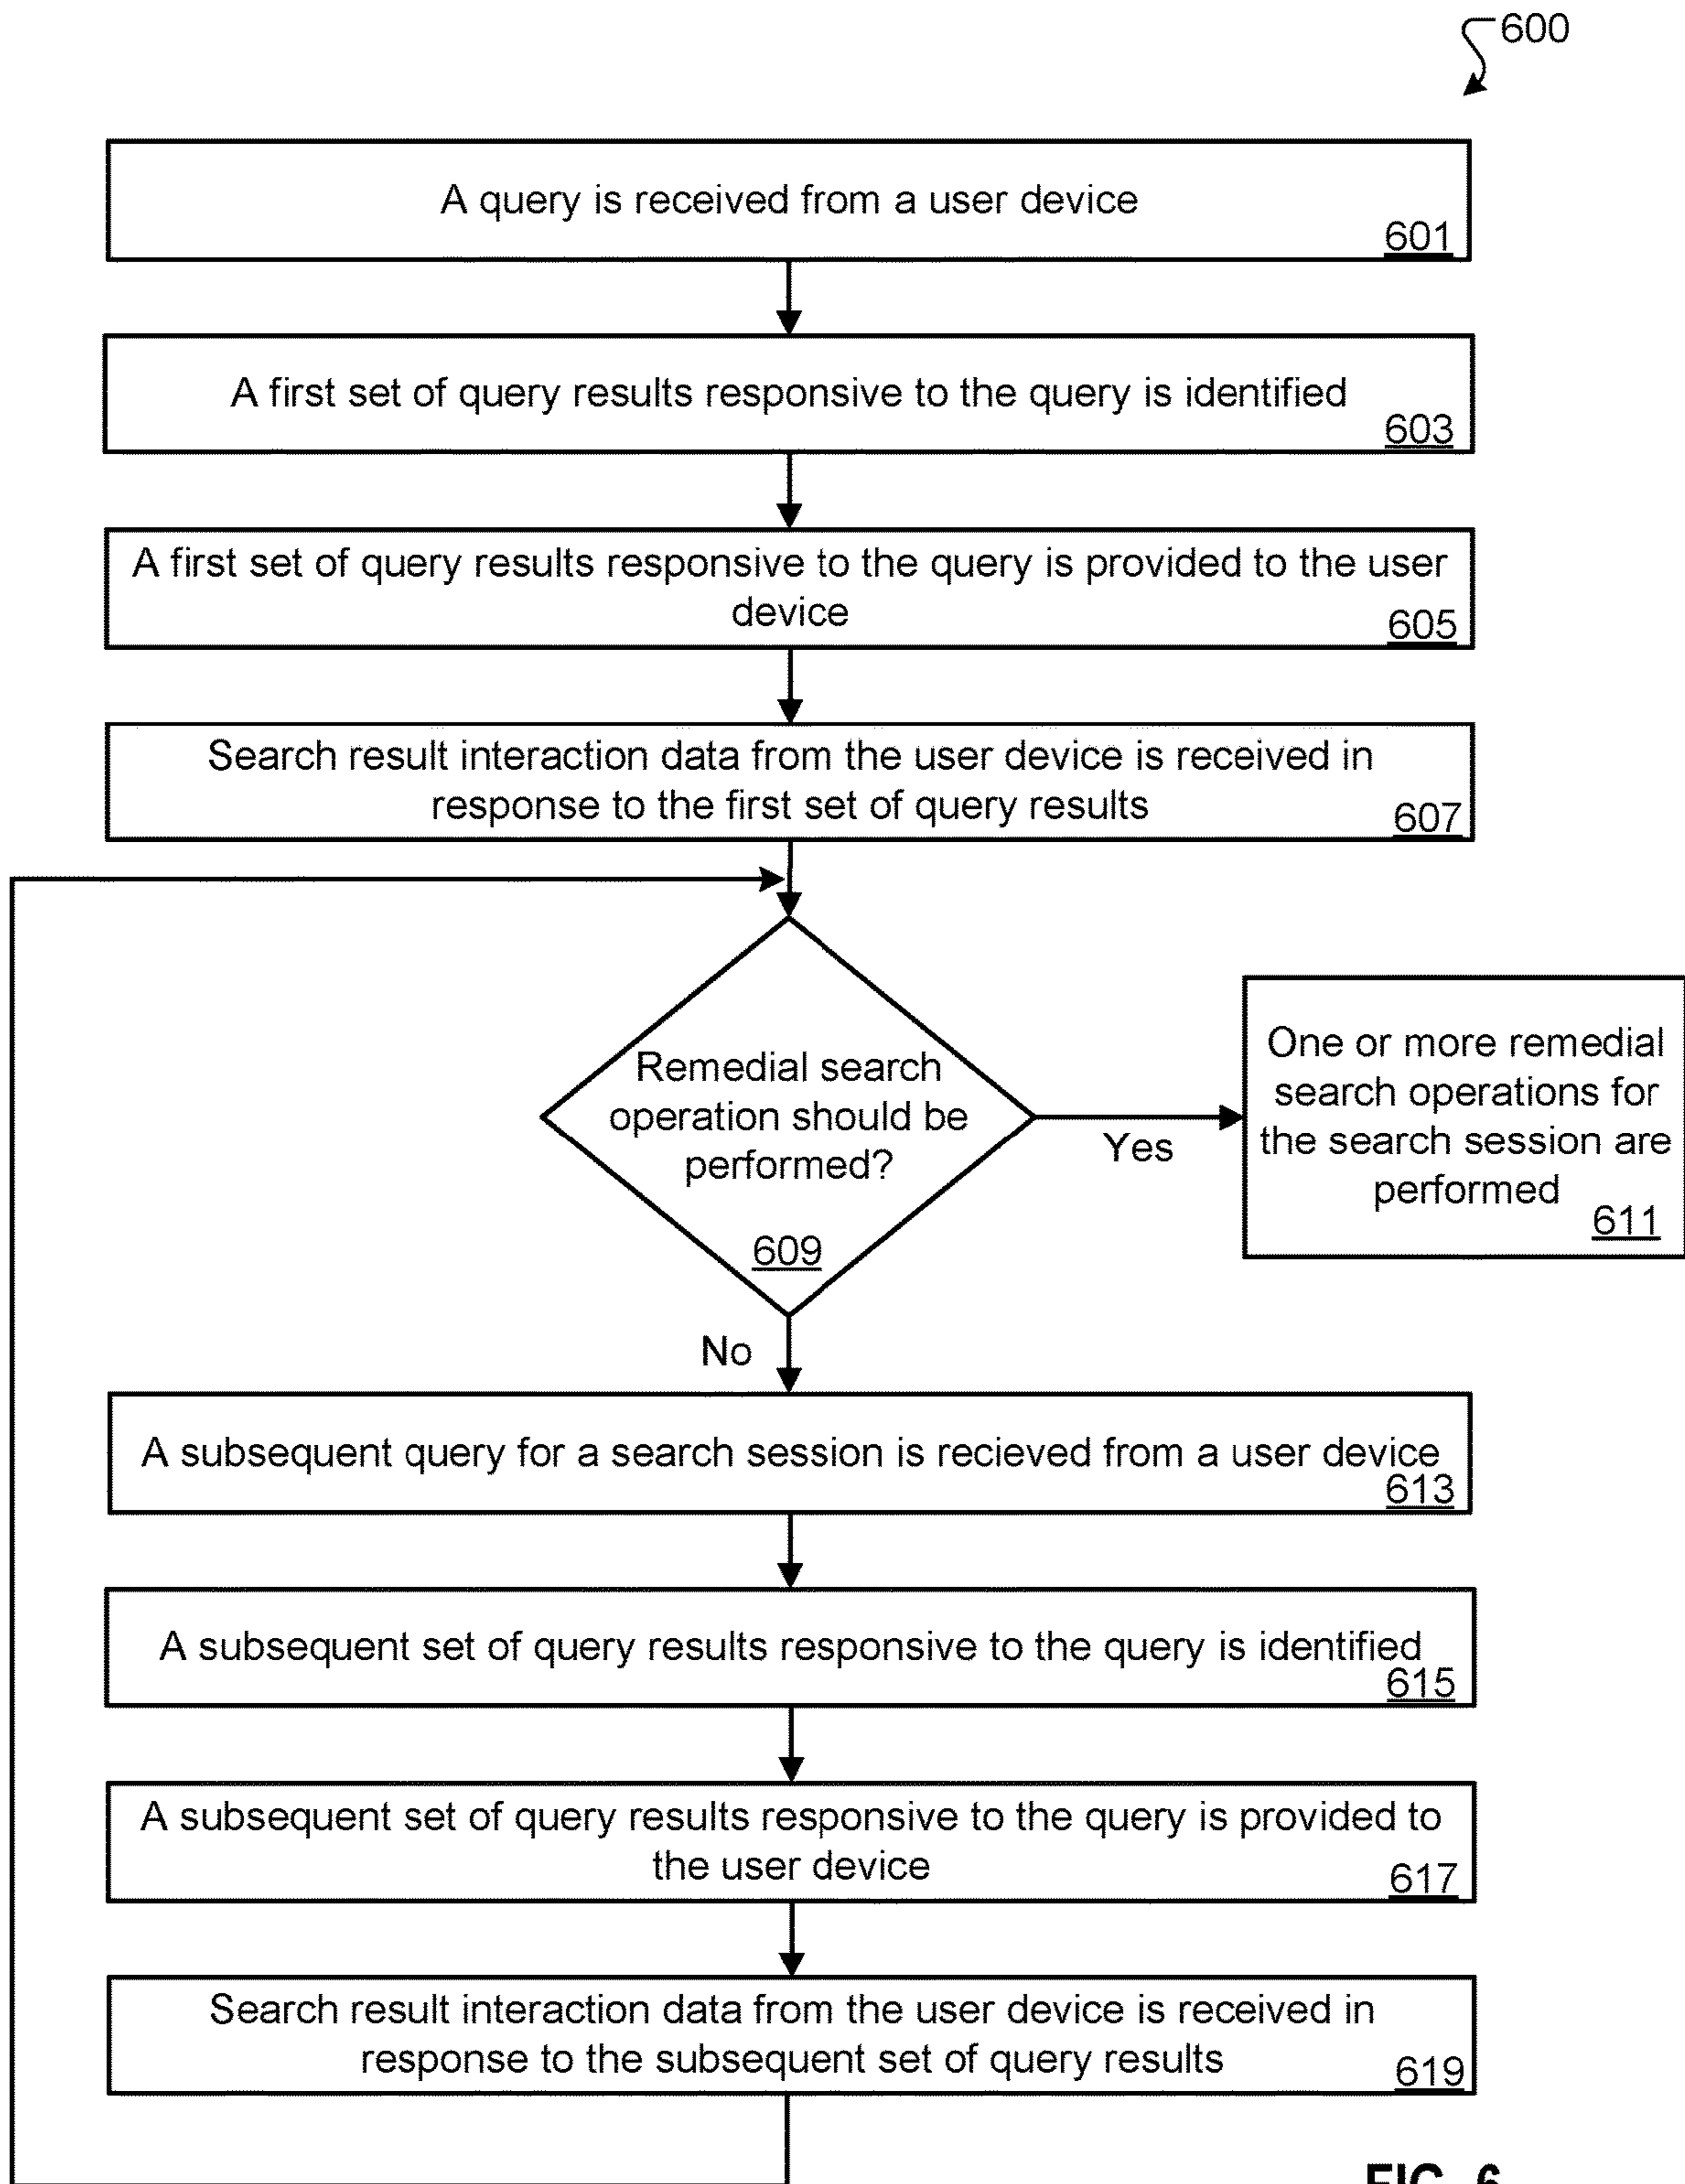 600
A query is received from a user device
601
A first set of query results responsive to the query is identified
603
A first set of query results responsive to the query is provided to the user
device
605
Search result interaction data from the user device is received in
response to the first set of query results
607
Remedial search
operation should be
performed?
609
Yes
One or more remedial
search operations for
the search session are
performed
611
No
A subsequent query for a search session is recieved from a user device
613
A subsequent set of query results responsive to the query is identified
615
A subsequent set of query results responsive to the query is provided to
the user device
617
Search result interaction data from the user device is received in
response to the subsequent set of query results
619
FIG. 6